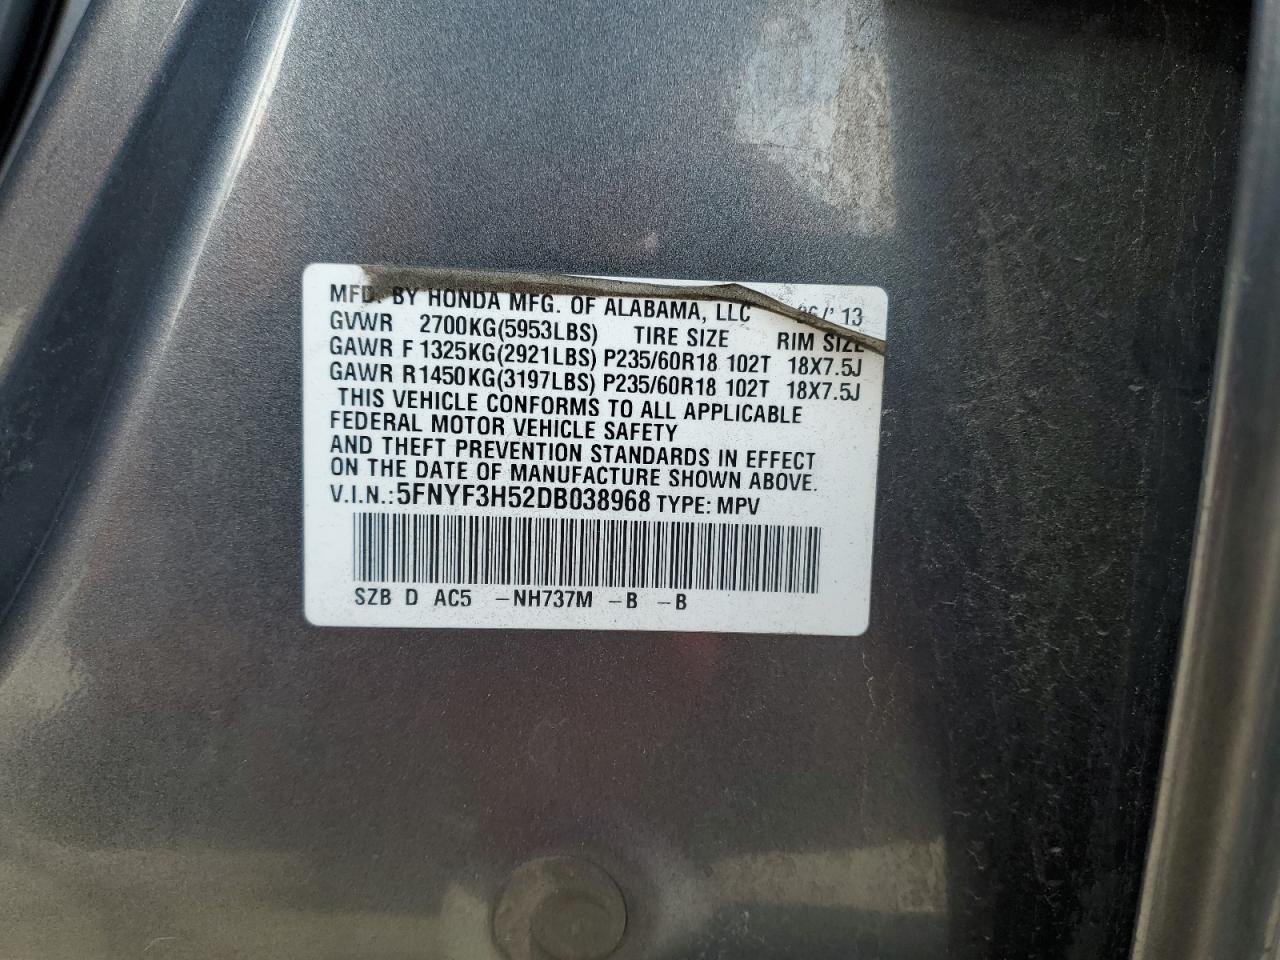 MFD. BY HONDA MFG. OF ALABAMA, LLC /' 13
GVWR 2700KG(5953LBS) TIRE SIZE RIM SIZE
GAWR F 1325KG(2921LBS) P235/60R18 102T 18X7.5J
GAWR R1450KG(3197LBS) P235/60R18 102T 18X7.5J
THIS VEHICLE CONFORMS TO ALL APPLICABLE
FEDERAL MOTOR VEHICLE SAFETY
AND THEFT PREVENTION STANDARDS IN EFFECT
ON THE DATE OF MANUFACTURE SHOWN ABOVE.
V.I.N.: 5FNYF3H52DB038968 TYPE: MPV
SZB D AC5 -NH737M -B -B